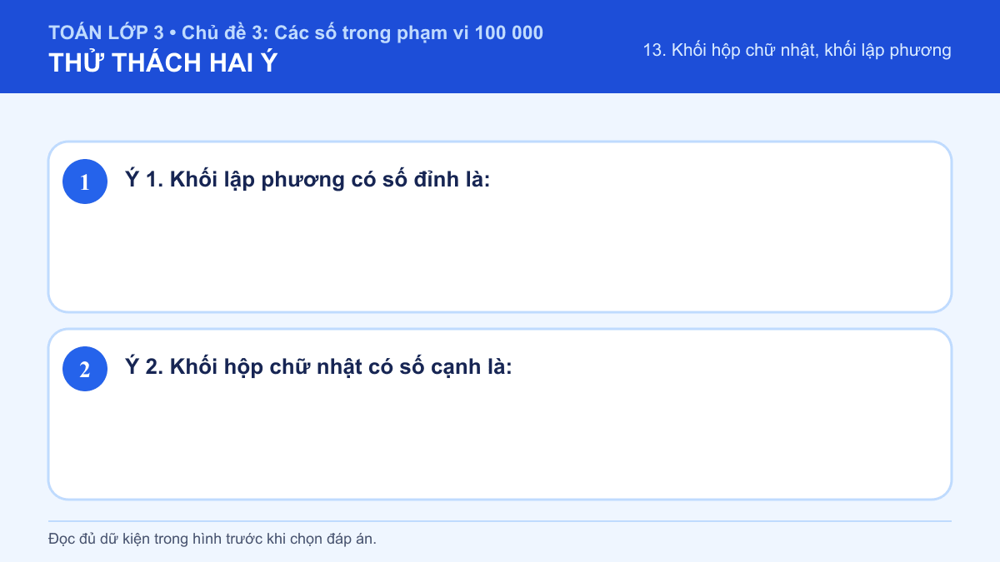 TOÁN LỚP 3 • Chủ đề 3: Các số trong phạm vi 100 000
THỬ THÁCH HAI Ý
13. Khối hộp chữ nhật, khối lập phương
1
Ý 1. Khối lập phương có số đỉnh là:
2
Ý 2. Khối hộp chữ nhật có số cạnh là:
Đọc đủ dữ kiện trong hình trước khi chọn đáp án.